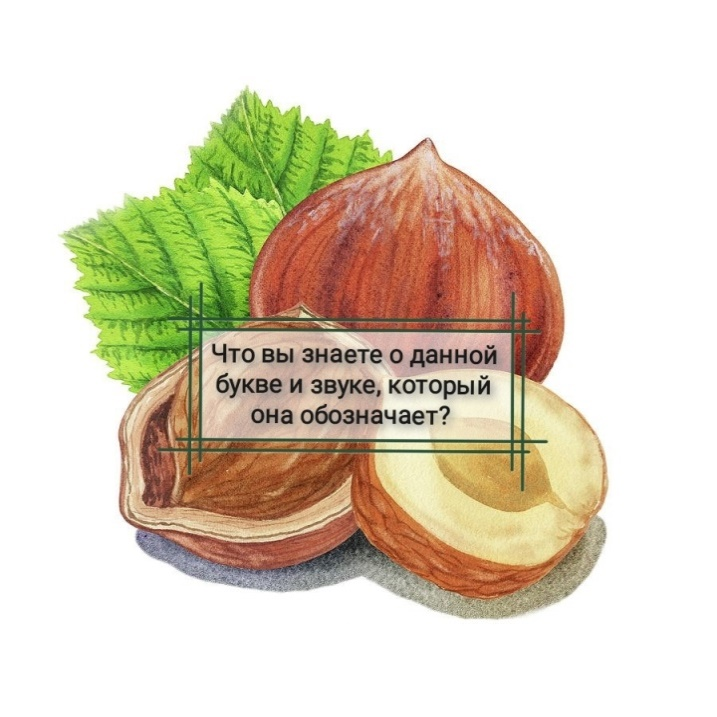 Что вы знаете о данной
букве и звуке, который
она обозначает?